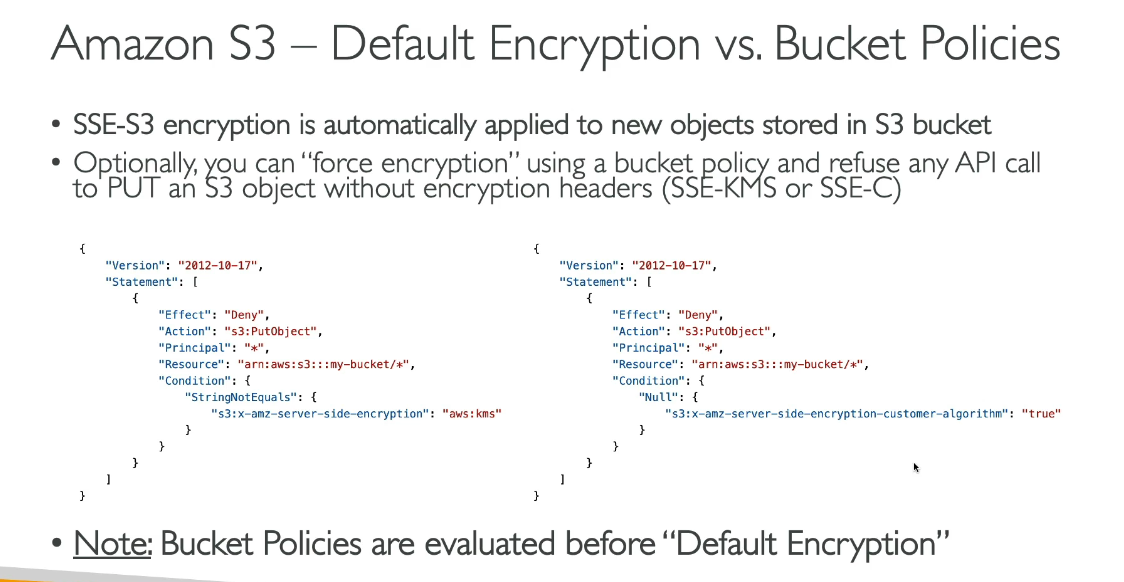 Amazon S3 – Default Encryption vs. Bucket Policies
• SSE-S3 encryption is automatically applied to new objects stored in S3 bucket
• Optionally, you can “force encryption” using a bucket policy and refuse any API call
to PUT an S3 object without encryption headers (SSE-KMS or SSE-C)
{
"Version": "2012-10-17",
"Statement": [
{
"Effect": "Deny",
"Action": "s3:PutObject",
"Principal": "*",
"Resource": "arn:aws:s3:::my-bucket/*",
"Condition": {
"StringNotEquals": {
"s3:x-amz-server-side-encryption": "aws:kms"
}
}
}
]
}
{
"Version": "2012-10-17",
"Statement": [
{
"Effect": "Deny",
"Action": "s3:PutObject",
"Principal": "*",
"Resource": "arn:aws:s3:::my-bucket/*",
"Condition": {
"Null": {
"s3:x-amz-server-side-encryption-customer-algorithm": "true"
}
}
}
]
}
• Note: Bucket Policies are evaluated before “Default Encryption”